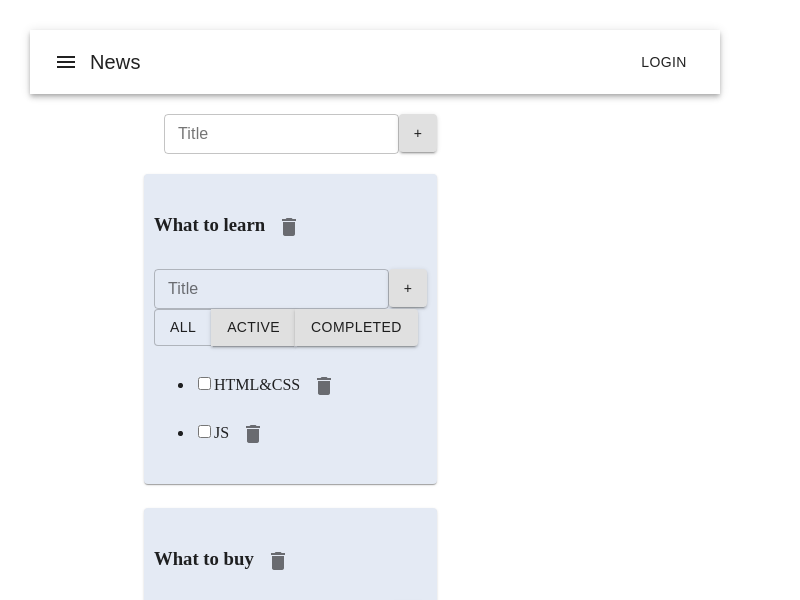 News
LOGIN
Title
+
What to learn
Title
+
ALL ACTIVE COMPLETED
HTML&CSS
JS
What to buy